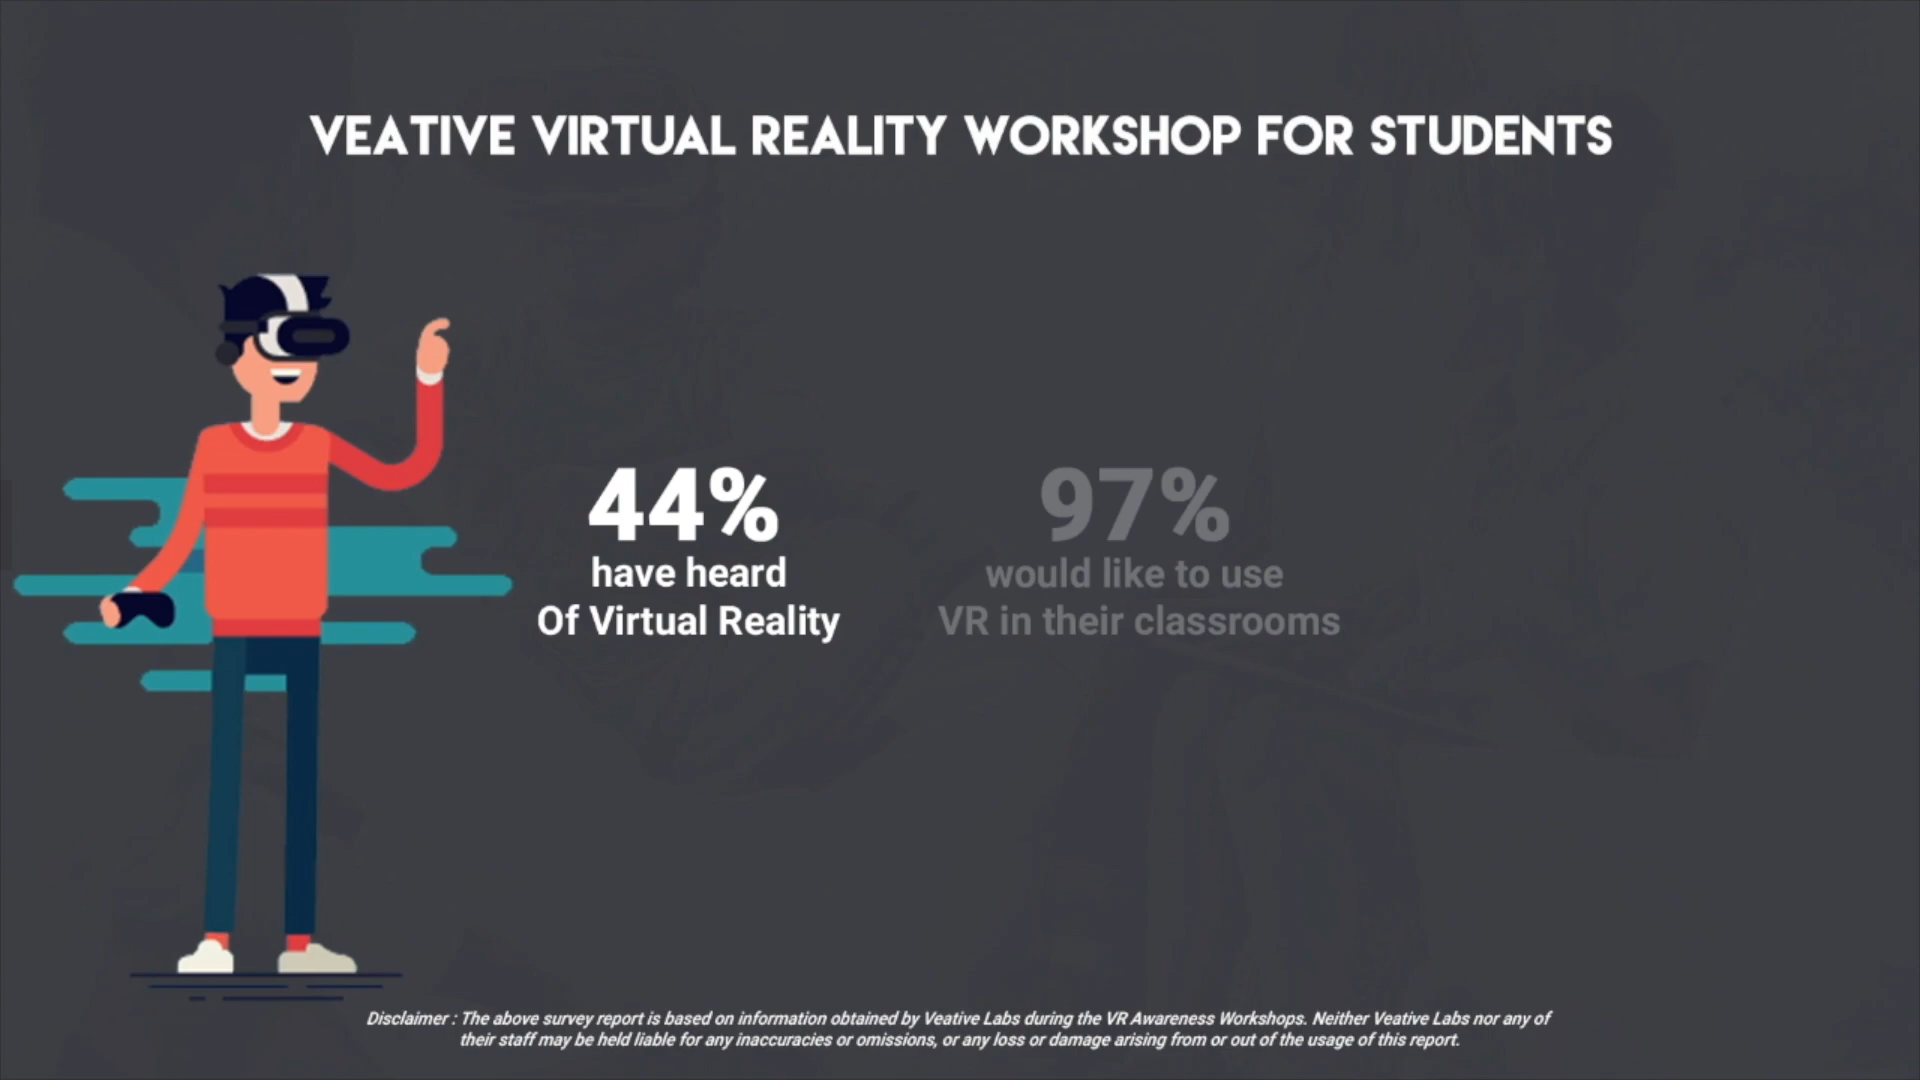 VEATIVE VIRTUAL REALITY WORKSHOP FOR STUDENTS
44%
have heard
Of Virtual Reality
97%
would like to use
VR in their classrooms
Disclaimer : The above survey report is based on information obtained by Veative Labs during the VR Awareness Workshops. Neither Veative Labs nor any of
their staff may be held liable for any inaccuracies or omissions, or any loss or damage arising from or out of the usage of this report.